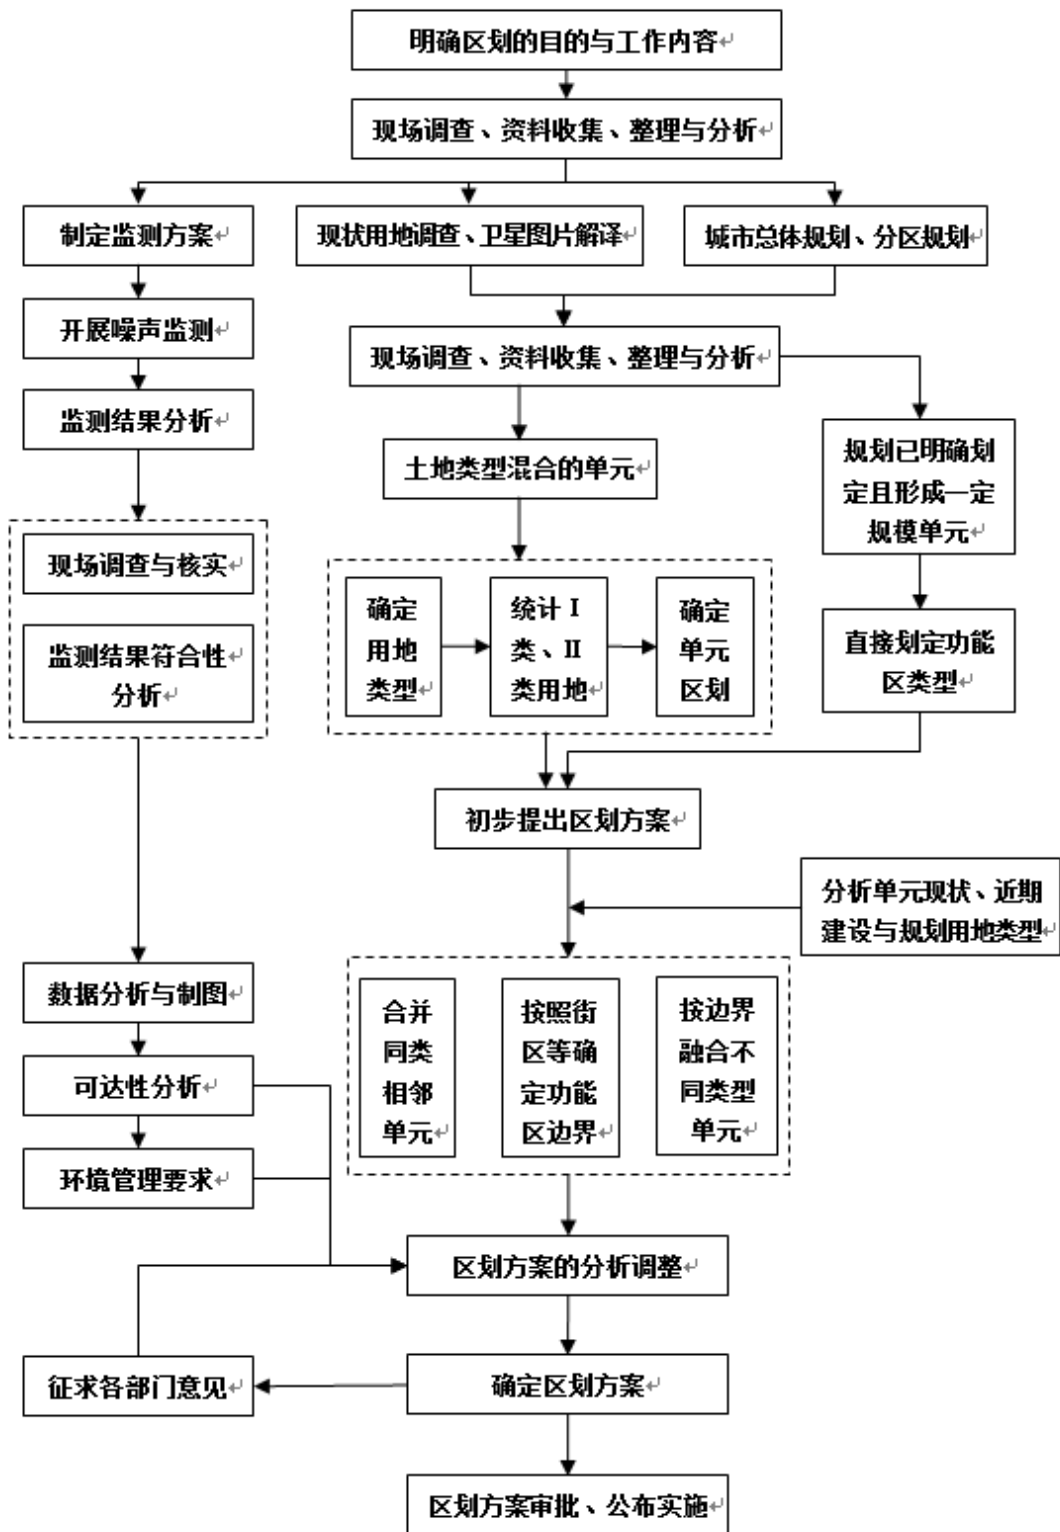 明确区划的目的与工作内容
现场调查、资料收集、整理与分析
制定监测方案
现状用地调查、卫星图片解译
城市总体规划、分区规划
开展噪声监测
现场调查、资料收集、整理与分析
监测结果分析
土地类型混合的单元
规划已明确划
定且形成一定
规模单元
现场调查与核实
监测结果符合性
分析
确定
用地
类型
统计Ⅰ
类、Ⅱ
类用地
确定
单元
区划
直接划定功能
区类型
初步提出区划方案
分析单元现状、近期
建设与规划用地类型
数据分析与制图
合并
同类
相邻
单元
按照街
区等确
定功能
区边界
按边界
融合不
同类型
单元
可达性分析
环境管理要求
区划方案的分析调整
征求各部门意见
确定区划方案
区划方案审批、公布实施